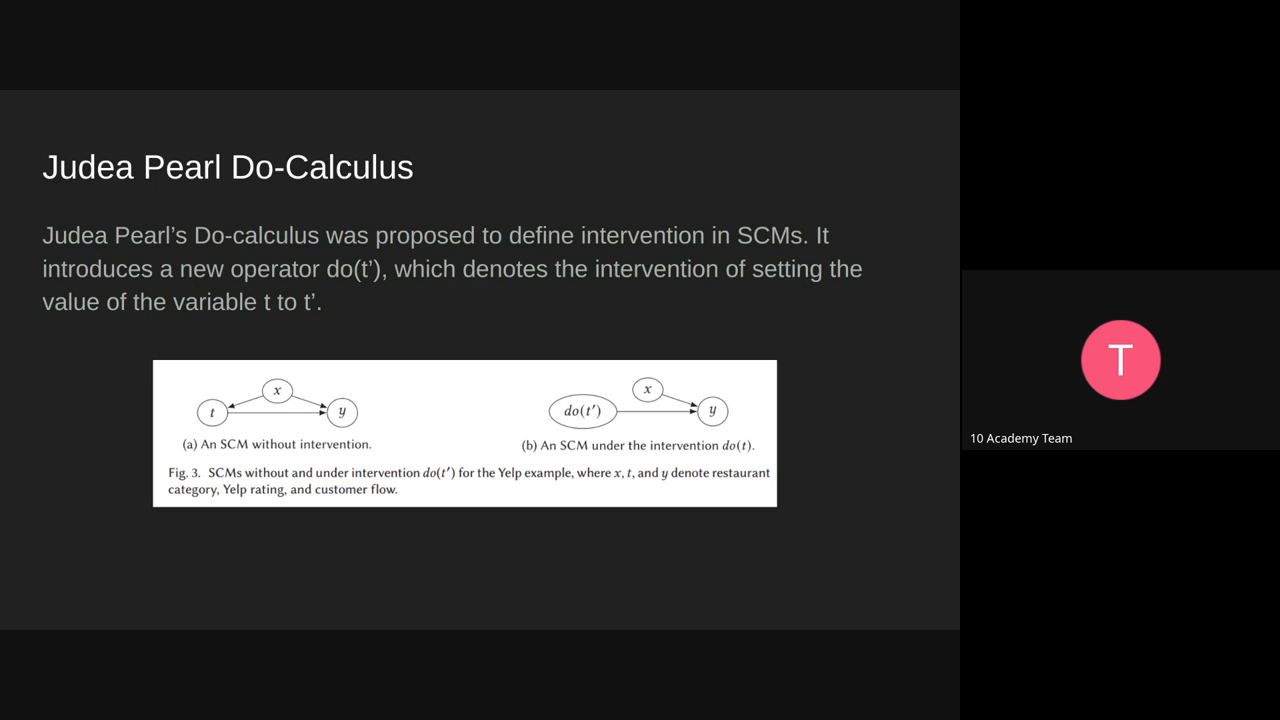 Judea Pearl Do-Calculus
Judea Pearl’s Do-calculus was proposed to define intervention in SCMs. It
introduces a new operator do(t’), which denotes the intervention of setting the
value of the variable t to t’.
x
t
y
(a) An SCM without intervention.
x
do(t′)
y
(b) An SCM under the intervention do(t).
Fig. 3. SCMs without and under intervention do(t′) for the Yelp example, where x, t, and y denote restaurant
category, Yelp rating, and customer flow.
T
10 Academy Team